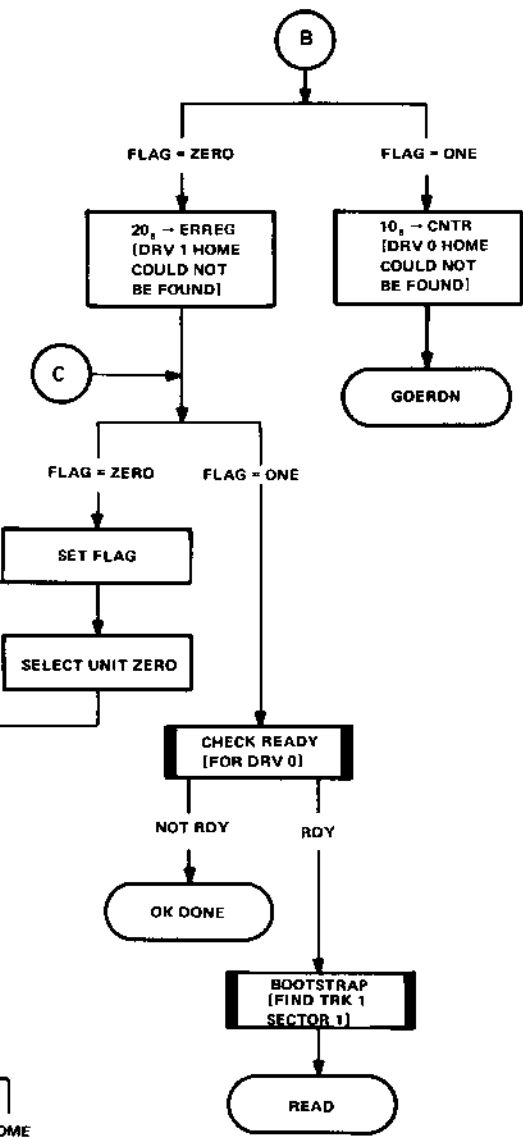 B
FLAG = ZERO
FLAG = ONE
20₈ → ERREG
[DRV 1 HOME
COULD NOT
BE FOUND]
10₈ → CNTR
[DRV 0 HOME
COULD NOT
BE FOUND]
C
GOERDN
FLAG = ZERO
FLAG = ONE
SET FLAG
SELECT UNIT ZERO
CHECK READY
[FOR DRV 0]
NOT RDY
RDY
OK DONE
BOOTSTRAP
[FIND TRK 1
SECTOR 1]
READ
OME